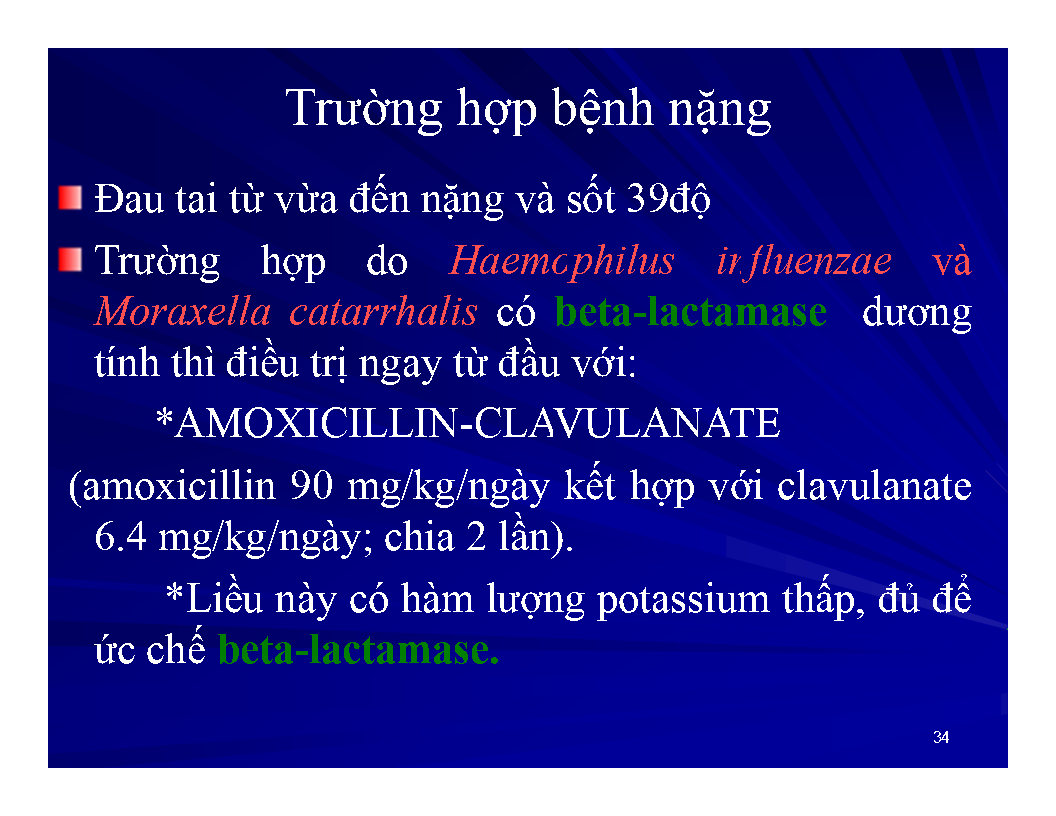 Trường hợp bệnh nặng
Đau tai từ vừa đến nặng và sốt 39độ
Trường hợp do Haemophilus influenzae và
Moraxella catarrhalis có beta-lactamase dương
tính thì điều trị ngay từ đầu với:
*AMOXICILLIN-CLAVULANATE
(amoxicillin 90 mg/kg/ngày kết hợp với clavulanate
6.4 mg/kg/ngày; chia 2 lần).
*Liều này có hàm lượng potassium thấp, đủ để
ức chế beta-lactamase.
34